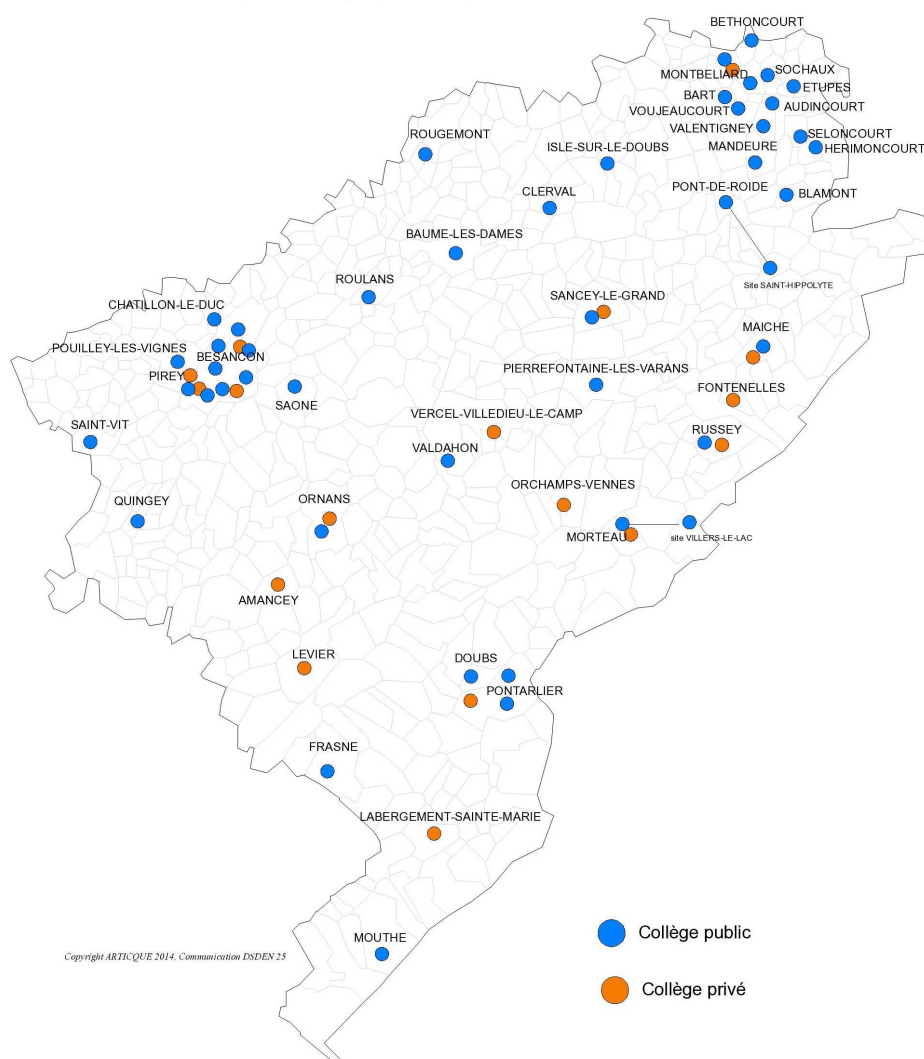 BETHONCOURT
MONTBELIARD
SOCHAUX
ETUPES
BART
AUDINCOURT
VOUJEAUCOURT
VALENTIGNEY
SELONCOURT
HERIMONCOURT
ROUGEMONT
ISLE-SUR-LE-DOUBS
MANDEURE
PONT-DE-ROIDE
CLERVAL
BLAMONT
BAUME-LES-DAMES
ROULANS
Site SAINT-HIPPOLYTE
CHATILLON-LE-DUC
SANCEY-LE-GRAND
MAICHE
POUILLEY-LES-VIGNES
BESANCON
PIREY
PIERREFONTAINE-LES-VARANS
FONTENELLES
SAONE
VERCEL-VILLEDIEU-LE-CAMP
SAINT-VIT
RUSSEY
VALDAHON
ORCHAMPS-VENNES
QUINGEY
ORNANS
MORTEAU
site VILLERS-LE-LAC
AMANCEY
LEVIER
DOUBS
PONTARLIER
FRASNE
LABERGEMENT-SAINTE-MARIE
MOUTHE
Collège public
Copyright ARTICQUE 2014. Communication DSDEN 25
Collège privé